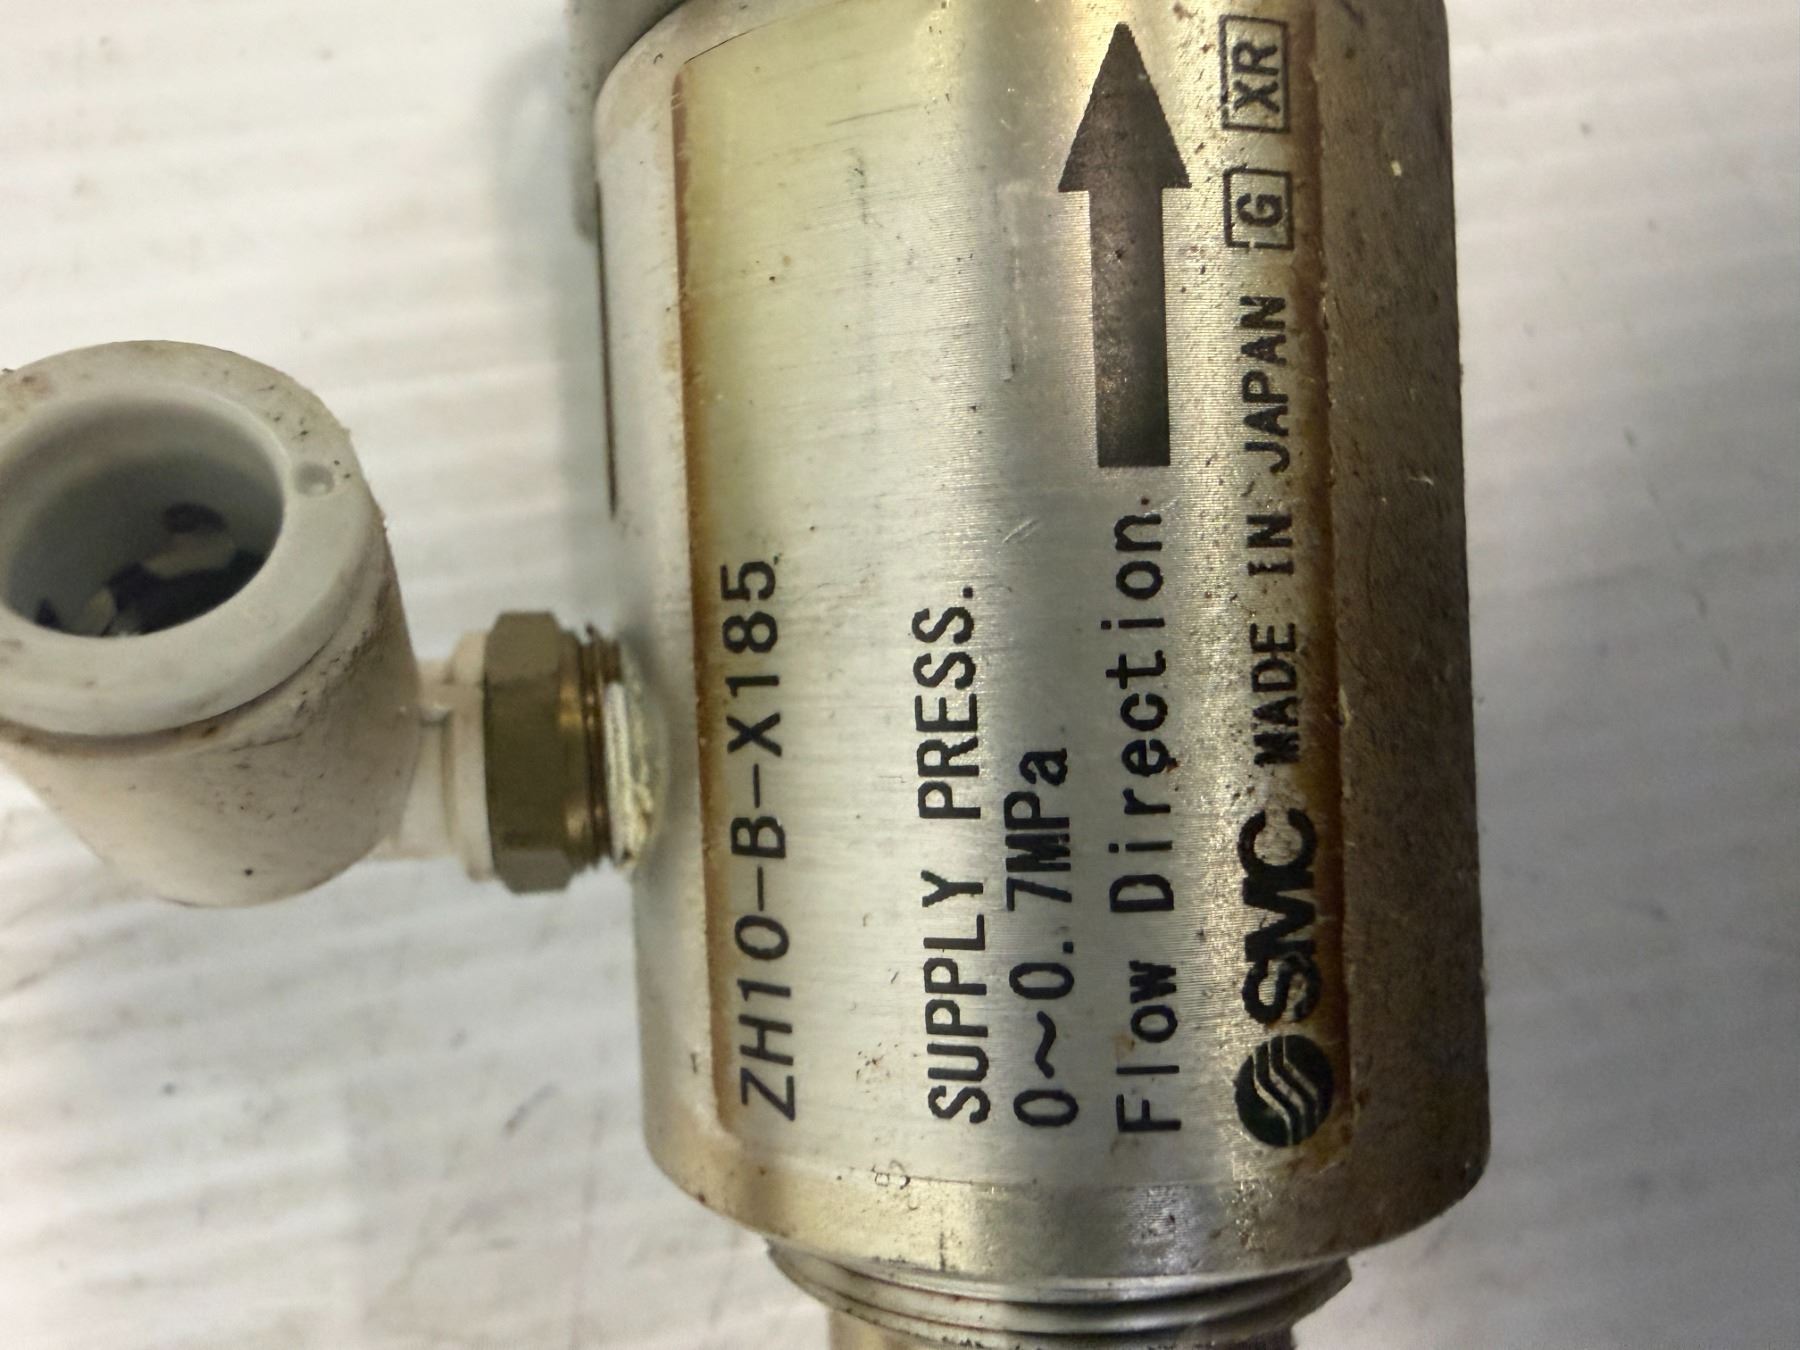 ZH10-B-X185
SUPPLY PRESS.
0~0.7MPa
Flow Direction
SMC MADE IN JAPAN G XR